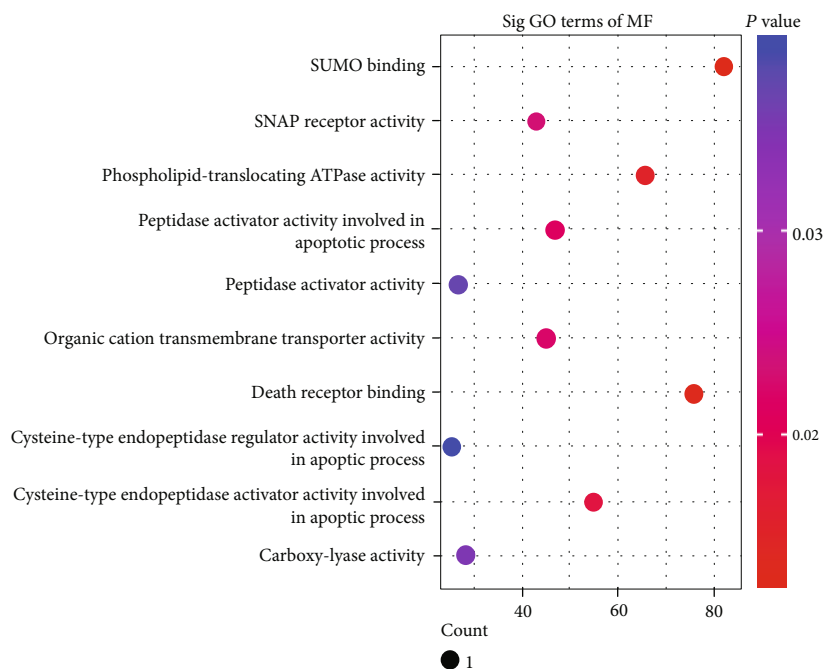 Sig GO terms of MF
P value
SUMO binding
SNAP receptor activity
Phospholipid-translocating ATPase activity
Peptidase activator activity involved in
apoptotic process
Peptidase activator activity
Organic cation transmembrane transporter activity
Death receptor binding
Cysteine-type endopeptidase regulator activity involved
in apoptic process
Cysteine-type endopeptidase activator activity involved
in apoptic process
Carboxy-lyase activity
0.03
0.02
40 60 80
Count
1